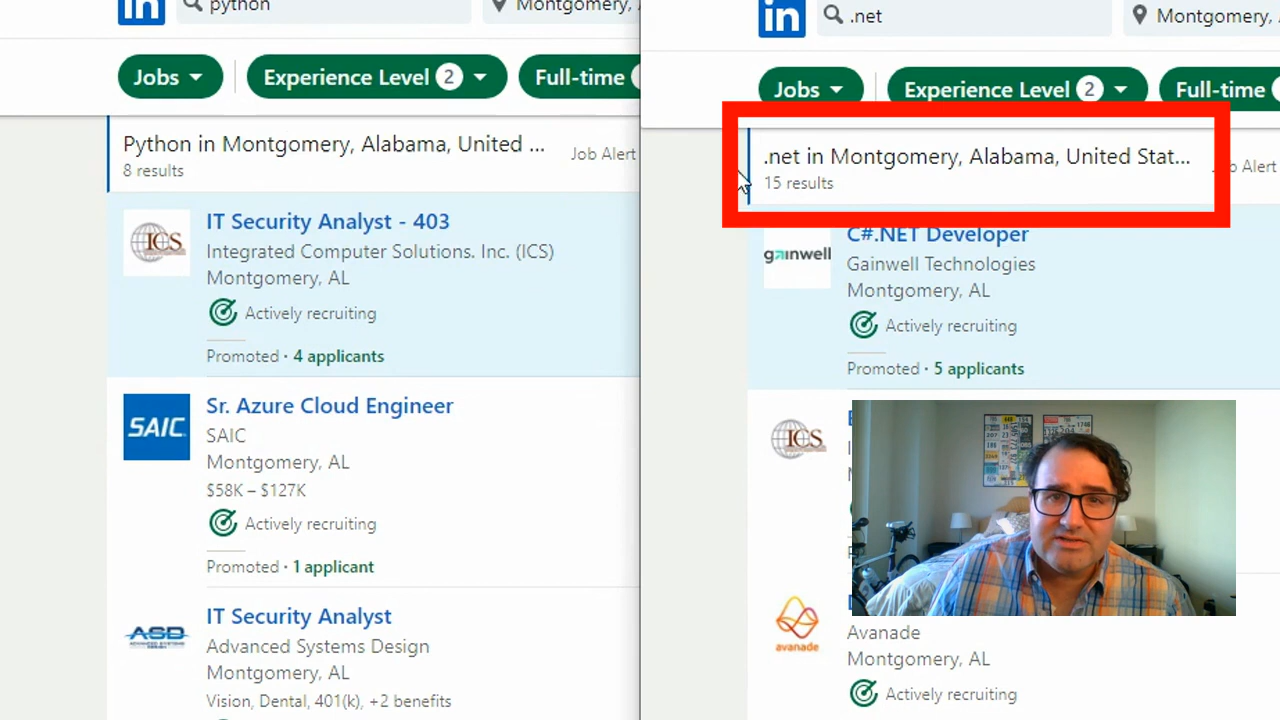 in
python
Montgomery,
Jobs
Experience Level 2
Full-time
Python in Montgomery, Alabama, United ...
8 results
Job Alert
ICS
IT Security Analyst - 403
Integrated Computer Solutions. Inc. (ICS)
Montgomery, AL
Actively recruiting
Promoted · 4 applicants
SAIC
Sr. Azure Cloud Engineer
SAIC
Montgomery, AL
$58K – $127K
Actively recruiting
Promoted · 1 applicant
ASD
IT Security Analyst
Advanced Systems Design
Montgomery, AL
Vision, Dental, 401(k), +2 benefits
in
.net
Montgomery,
Jobs
Experience Level 2
Full-time
.net in Montgomery, Alabama, United Stat...
15 results
Alert
gainwell
C#.NET Developer
Gainwell Technologies
Montgomery, AL
Actively recruiting
Promoted · 5 applicants
ICS
avanade
Avanade
Montgomery, AL
Actively recruiting